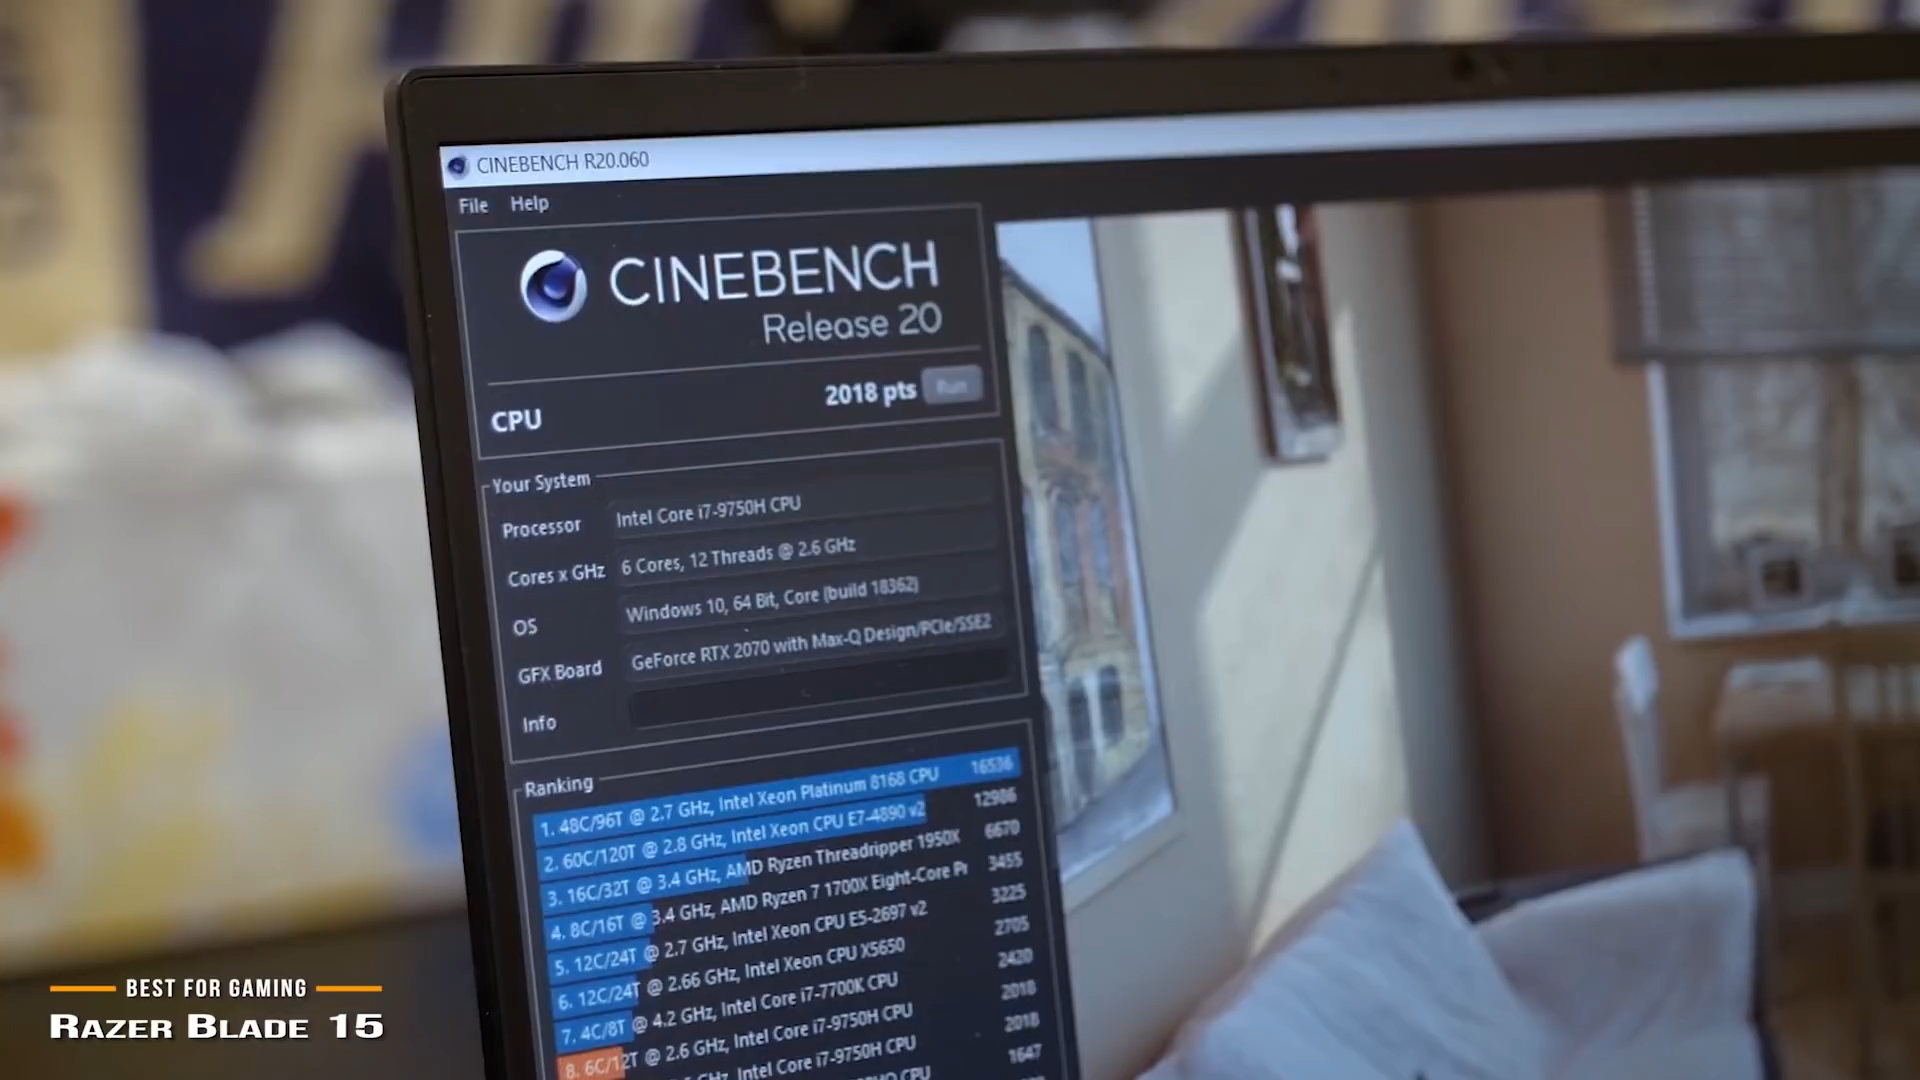 CINEBENCH R20.060
File Help
CINEBENCH
Release 20
CPU 2018 pts Run
Your System
Processor Intel Core i7-9750H CPU
Cores x GHz 6 Cores, 12 Threads @ 2.6 GHz
OS Windows 10, 64 Bit, Core (build 18362)
GFX Board GeForce RTX 2070 with Max-Q Design/PCIe/SSE2
Info
Ranking
1. 48C/96T @ 2.7 GHz, Intel Xeon Platinum 8168 CPU 16536
2. 60C/120T @ 2.8 GHz, Intel Xeon CPU E7-4890 v2 12986
3. 16C/32T @ 3.4 GHz, AMD Ryzen Threadripper 1950X 6670
4. 8C/16T @ 3.4 GHz, AMD Ryzen 7 1700X Eight-Core Pr 3455
5. 12C/24T @ 2.7 GHz, Intel Xeon CPU E5-2697 v2 3225
6. 12C/24T @ 2.66 GHz, Intel Xeon CPU X5650 2705
7. 4C/8T @ 4.2 GHz, Intel Core i7-7700K CPU 2420
8. 6C/12T @ 2.6 GHz, Intel Core i7-9750H CPU 2018
GHz, Intel Core i7-9750H CPU 2018
CPU 1647
BEST FOR GAMING
RAZER BLADE 15